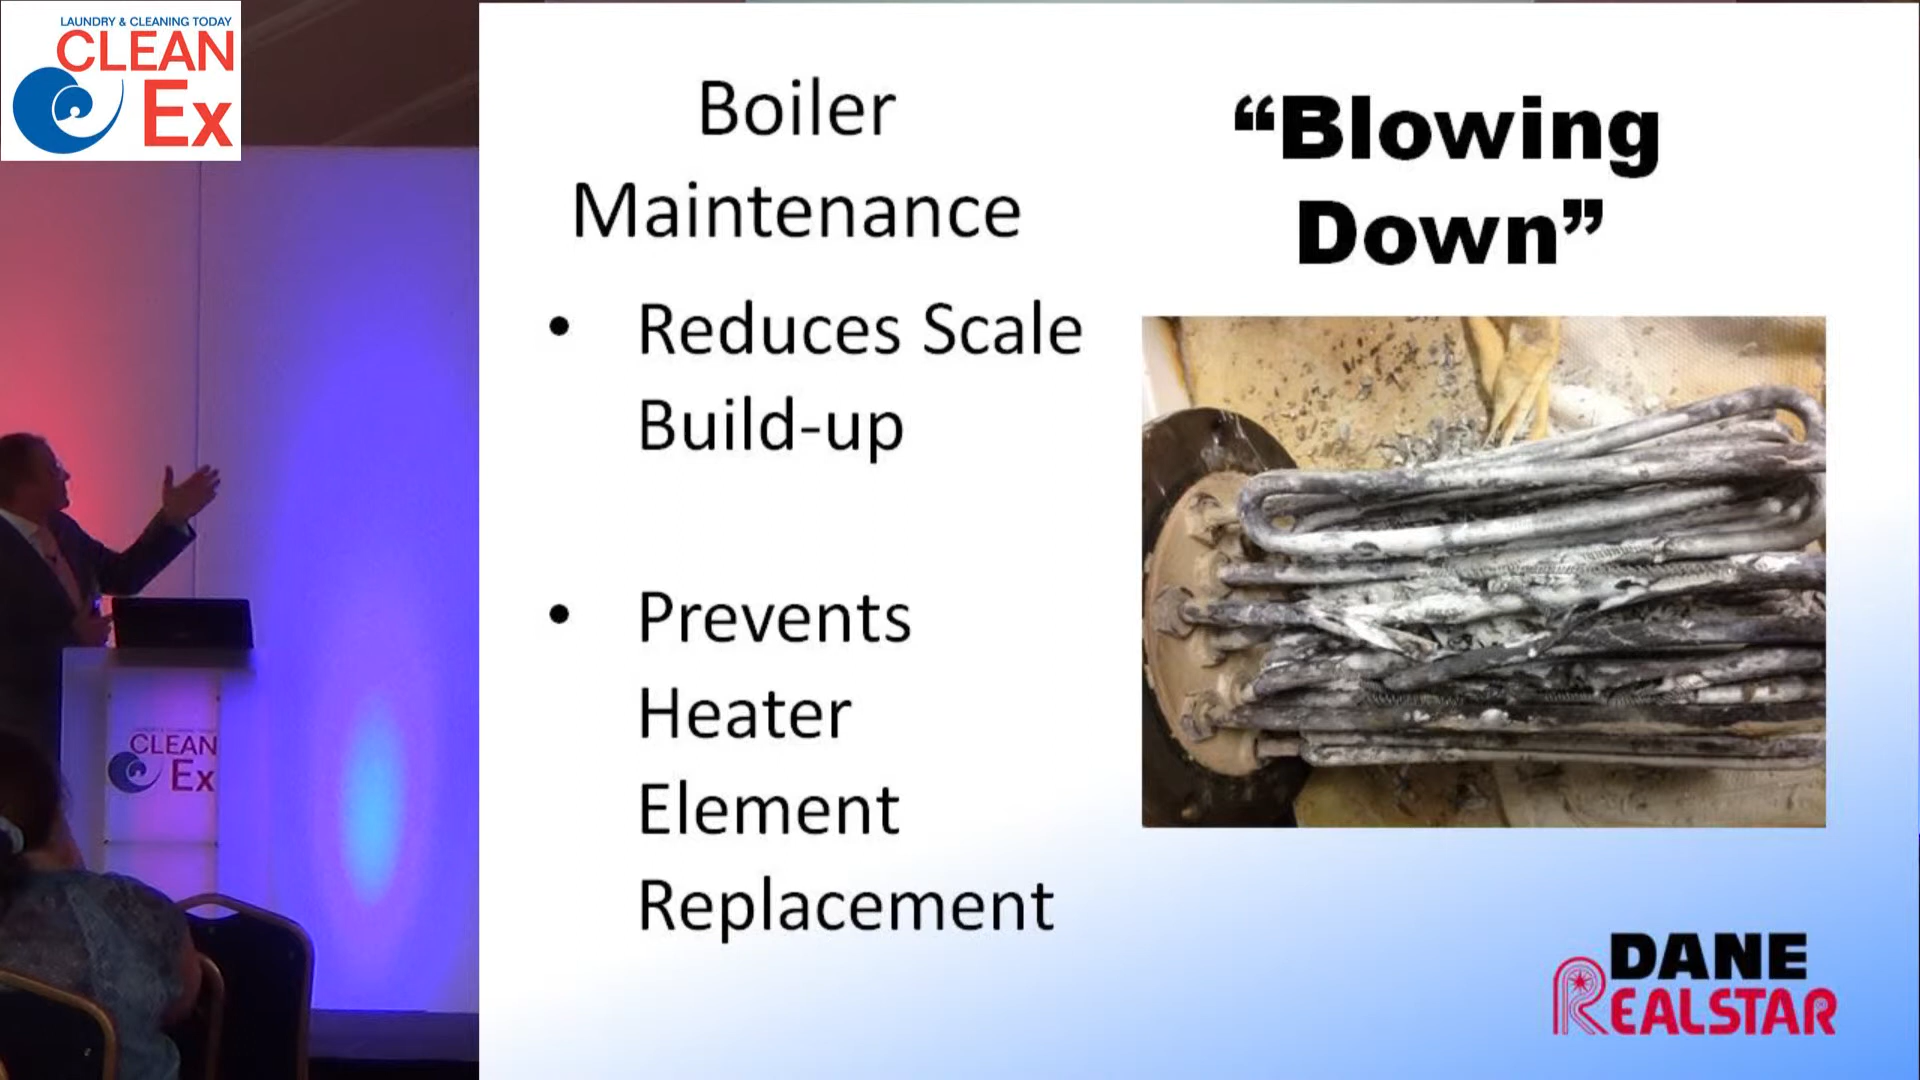 LAUNDRY & CLEANING TODAY
CLEAN
Ex
Boiler
Maintenance
• Reduces Scale
Build-up
• Prevents
Heater
Element
Replacement
“Blowing
Down”
DANE
REALSTAR
CLEAN
Ex